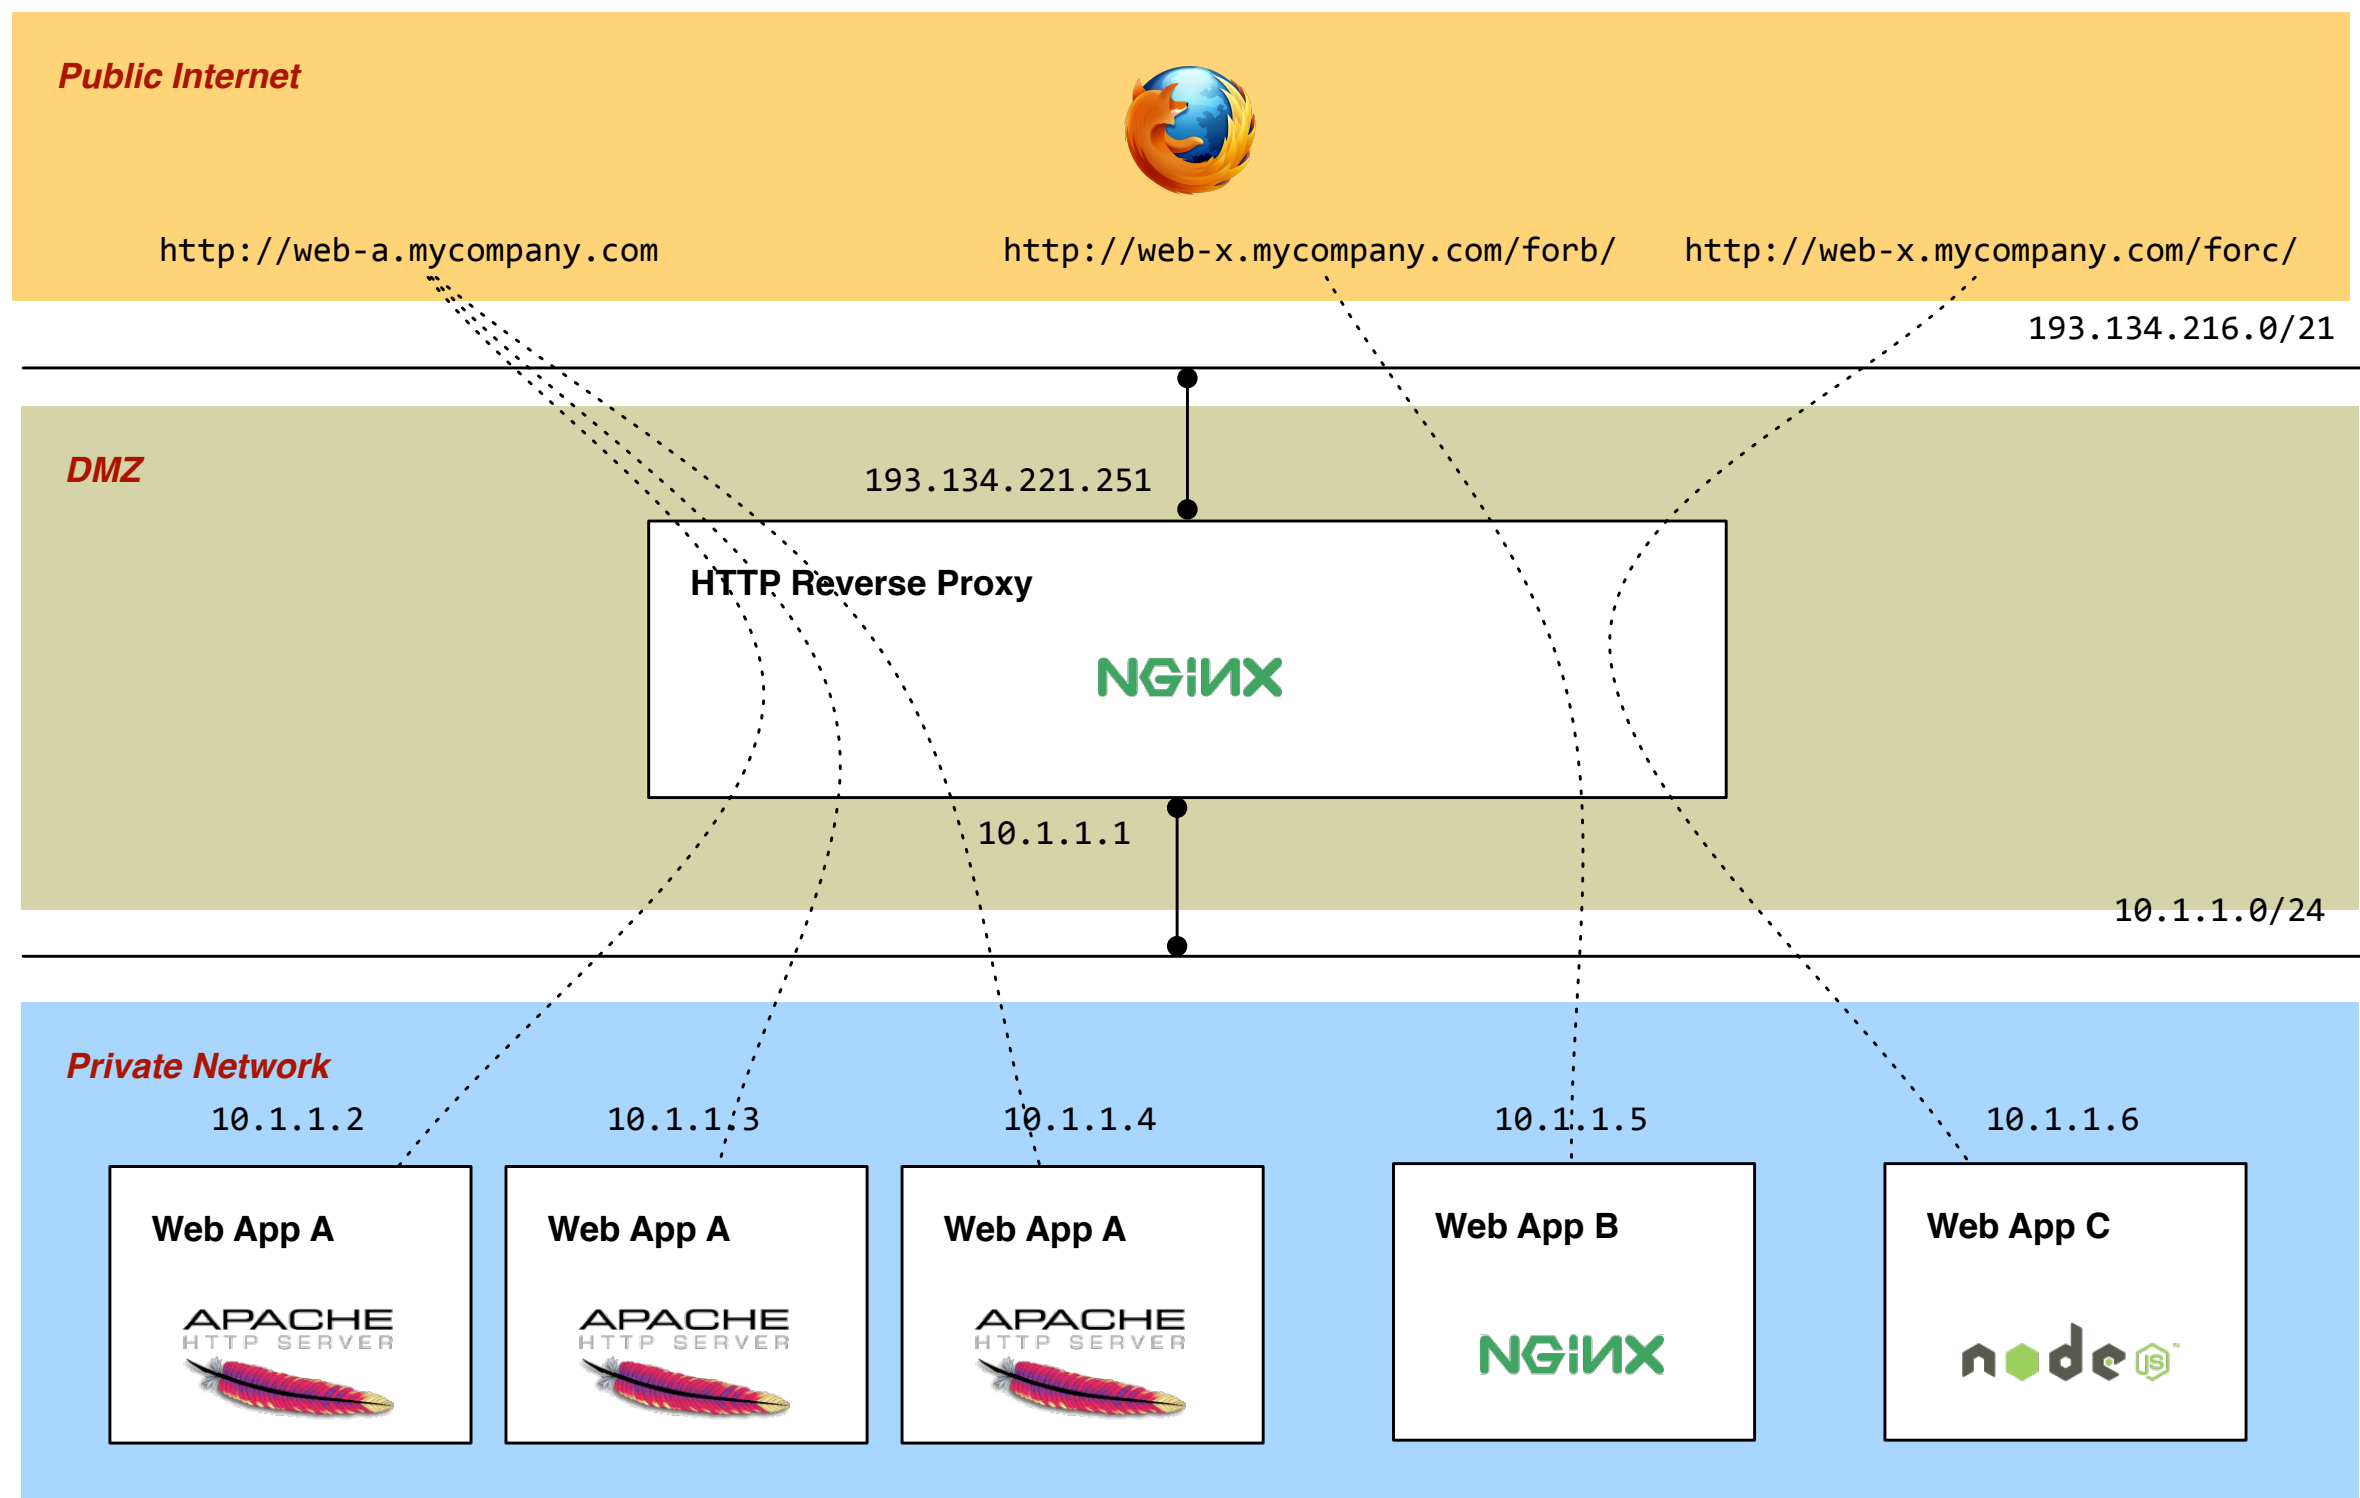 Public Internet
http://web-a.mycompany.com
http://web-x.mycompany.com/forb/
http://web-x.mycompany.com/forc/
193.134.216.0/21
DMZ
193.134.221.251
HTTP Reverse Proxy
NGiNX
10.1.1.1
10.1.1.0/24
Private Network
10.1.1.2
10.1.1.3
10.1.1.4
10.1.1.5
10.1.1.6
Web App A
APACHE
HTTP SERVER
Web App A
APACHE
HTTP SERVER
Web App A
APACHE
HTTP SERVER
Web App B
NGiNX
Web App C
node JS™